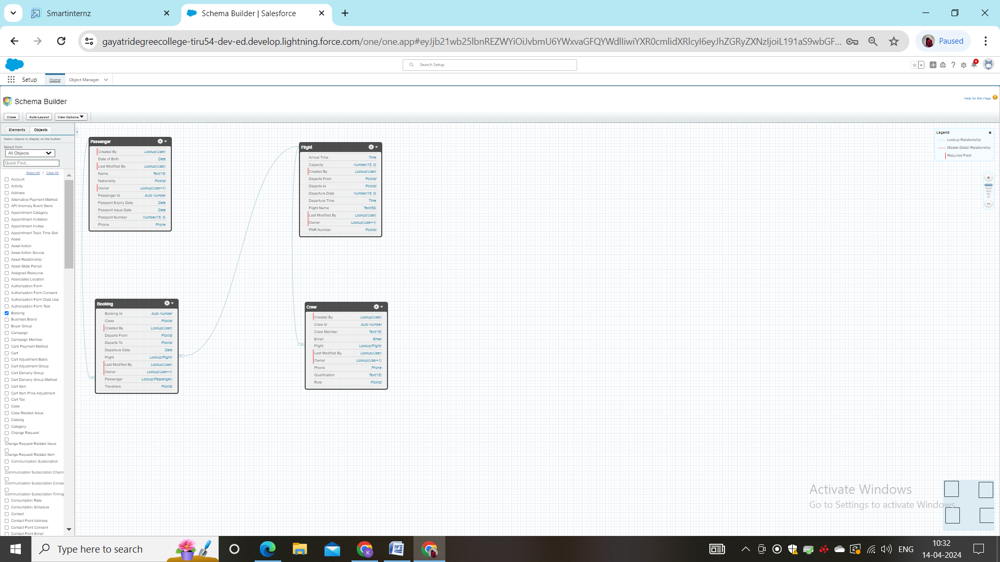 Smartinternz
Schema Builder | Salesforce
gayatridegreecollege-tiru54-dev-ed.develop.lightning.force.com/one/one.app#eyJjb21wb25lbnREZWYiOiJvbmU6YWxvaGFQYWdlIiwiYXR0cmlidXRlcyI6eyJhZGRyZXNzIjoiL191aS9wbGF...
Paused
Search Setup
4
Setup
Home
Object Manager
Schema Builder
Help for this Page
Close
Auto-Layout
View Options
Elements
Objects
Select objects to display on the builder.
Select from
All Objects
Quick Find...
Select All | Clear All
Account
Activity
Address
Alternative Payment Method
API Anomaly Event Store
Appointment Category
Appointment Invitation
Appointment Invitee
Appointment Topic Time Slot
Asset
Asset Action
Asset Action Source
Asset Relationship
Asset State Period
Assigned Resource
Associated Location
Authorization Form
Authorization Form Consent
Authorization Form Data Use
Authorization Form Text
Booking
Business Brand
Buyer Group
Campaign
Campaign Member
Card Payment Method
Cart
Cart Adjustment Basis
Cart Adjustment Group
Cart Delivery Group
Cart Delivery Group Method
Cart Item
Cart Item Price Adjustment
Cart Tax
Case
Case Related Issue
Catalog
Category
Change Request
Change Request Related Issue
Change Request Related Item
Communication Subscription
Communication Subscription Chann
Communication Subscription Conse
Communication Subscription Timing
Consumption Rate
Consumption Schedule
Contact
Contact Point Address
Contact Point Consent
Contact Point Email
Passenger
Created By Lookup(User)
Date of Birth Date
Last Modified By Lookup(User)
Name Text(18)
Nationality Picklist
Owner Lookup(User+1)
Passenger Id Auto Number
Passport Expiry Date Date
Passport Issue Date Date
Passport Number Number(18, 0)
Phone Phone
Flight
Arrival Time Time
Capacity Number(18, 0)
Created By Lookup(User)
Departs From Picklist
Departs to Picklist
Departure Date Number(18, 0)
Departure Time Time
Flight Name Text(80)
Last Modified By Lookup(User)
Owner Lookup(User+1)
PNR Number Picklist
Booking
Booking Id Auto Number
Class Picklist
Created By Lookup(User)
Departs From Picklist
Departs To Picklist
Departure Date Date
Flight Lookup(Flight)
Last Modified By Lookup(User)
Owner Lookup(User+1)
Passenger Lookup(Passenger)
Travellers Picklist
Crew
Created By Lookup(User)
Crew Id Auto Number
Crew Member Text(18)
Email Email
Flight Lookup(Flight)
Last Modified By Lookup(User)
Owner Lookup(User+1)
Phone Phone
Qualification Text(18)
Role Picklist
Legend
Lookup Relationship
Master-Detail Relationship
Required Field
Activate Windows
Go to Settings to activate Windows.
Type here to search
K
ENG
10:32
14-04-2024